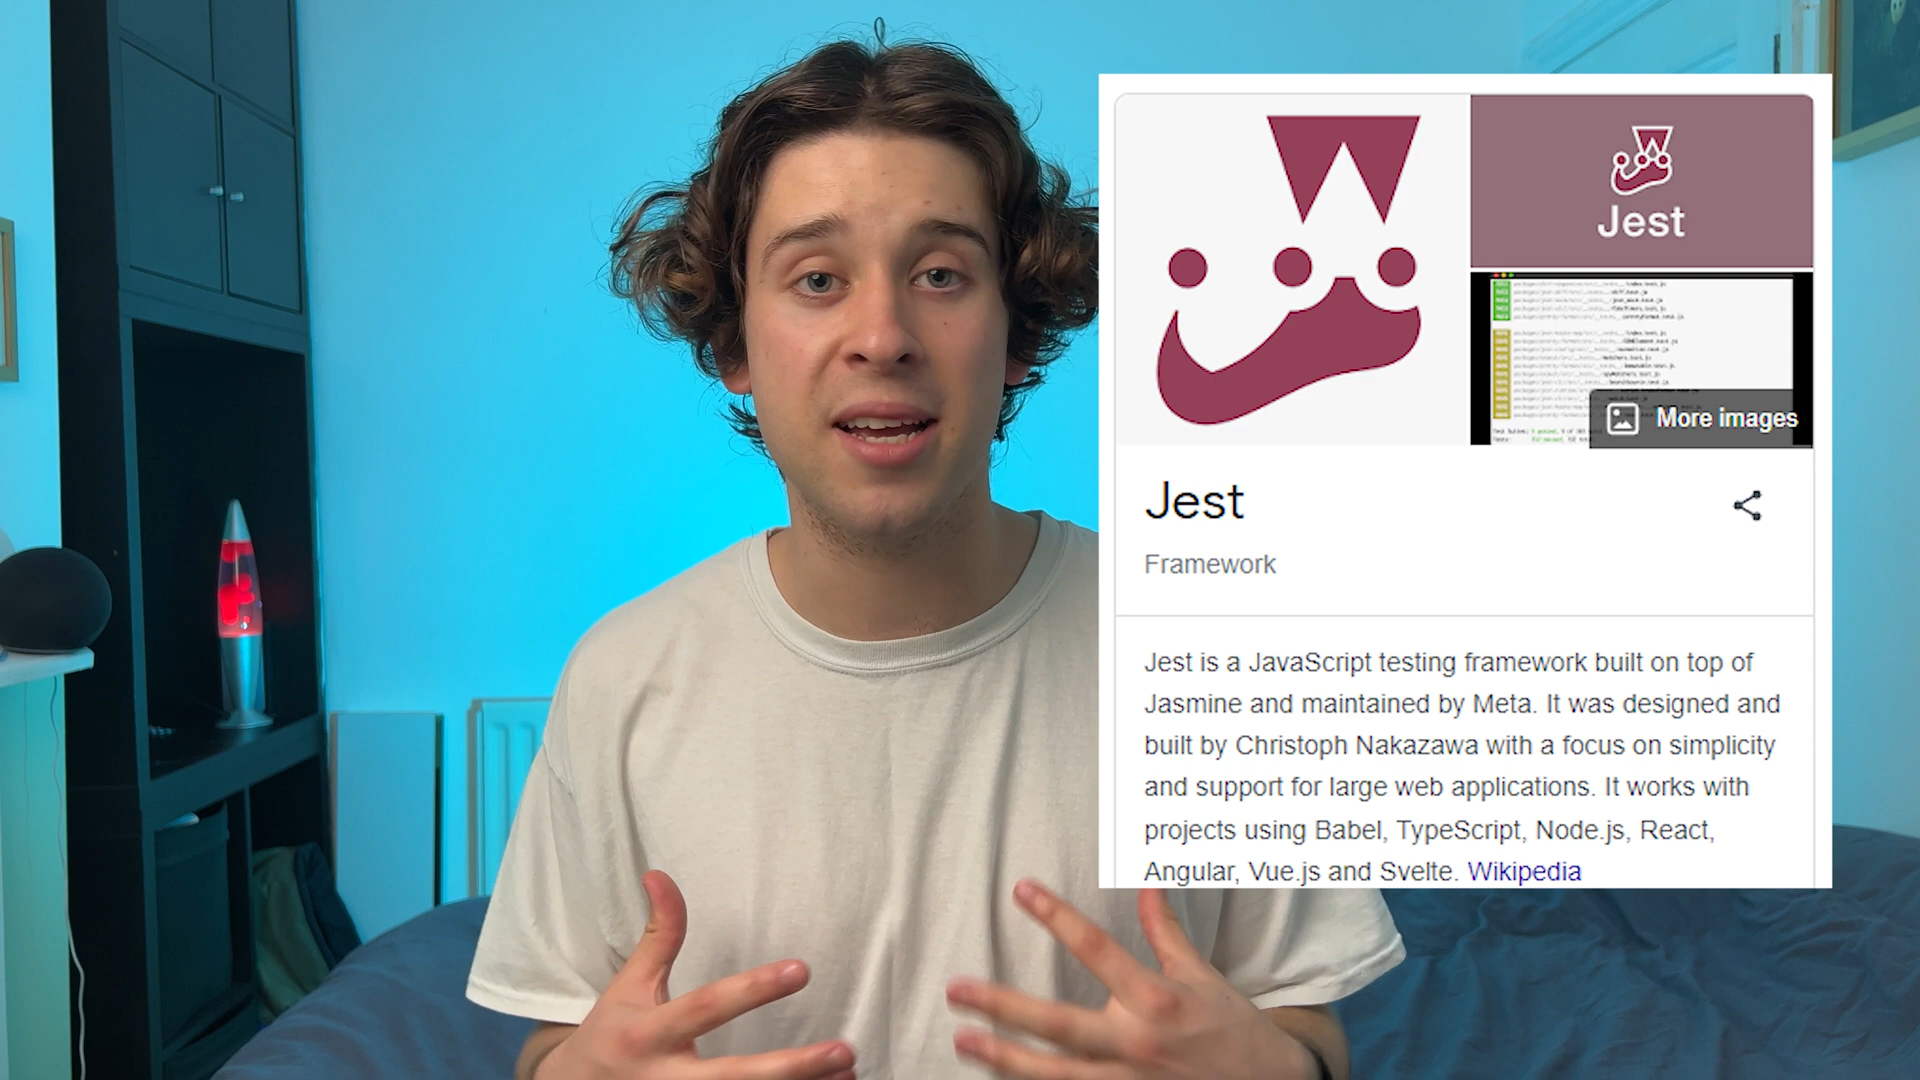 Jest
More images
Jest
Framework
Jest is a JavaScript testing framework built on top of
Jasmine and maintained by Meta. It was designed and
built by Christoph Nakazawa with a focus on simplicity
and support for large web applications. It works with
projects using Babel, TypeScript, Node.js, React,
Angular, Vue.js and Svelte. Wikipedia